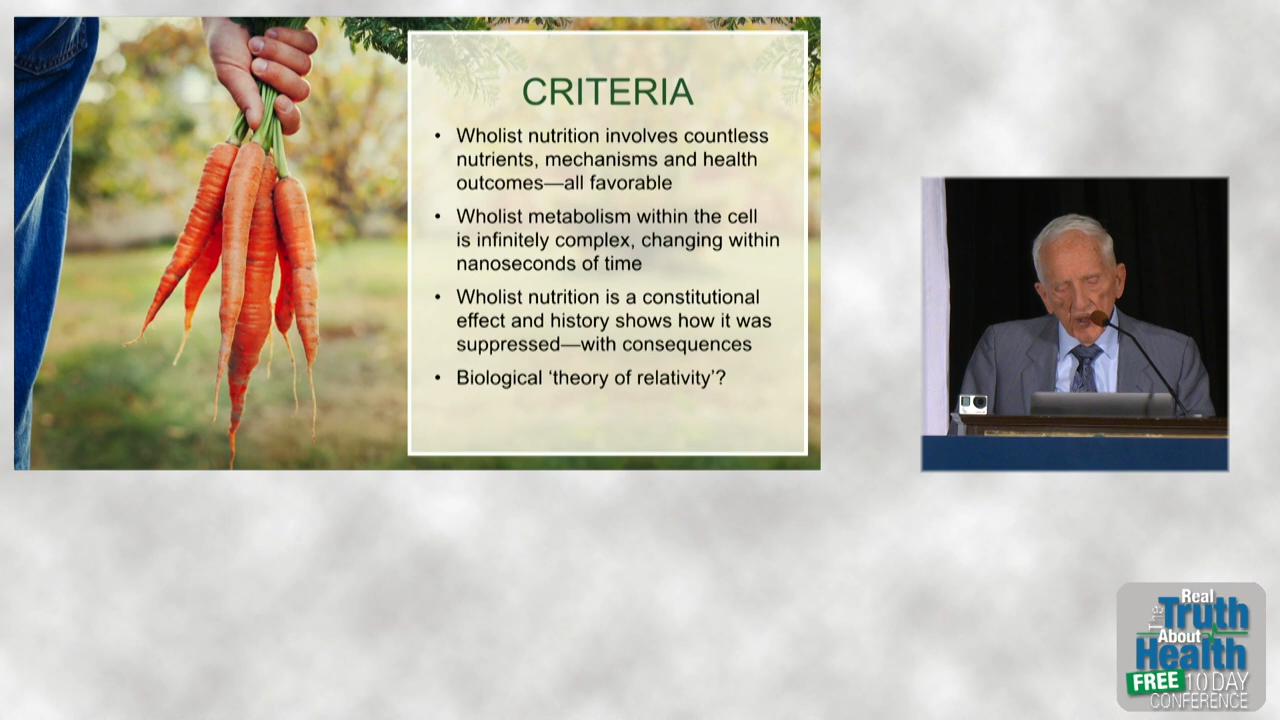 CRITERIA
• Wholist nutrition involves countless
nutrients, mechanisms and health
outcomes—all favorable
• Wholist metabolism within the cell
is infinitely complex, changing within
nanoseconds of time
• Wholist nutrition is a constitutional
effect and history shows how it was
suppressed—with consequences
• Biological ‘theory of relativity’?
The Real
Truth
About
Health
FREE 10 DAY
CONFERENCE